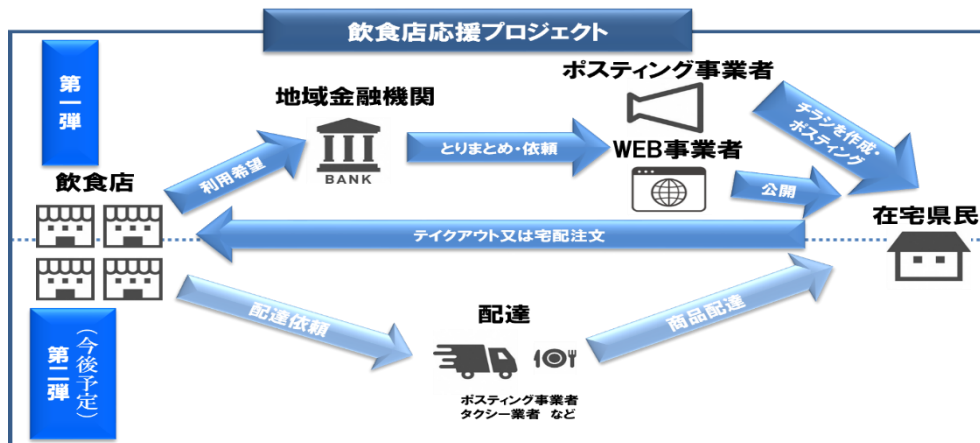 飲食店応援プロジェクト
第一弾
ポスティング事業者
地域金融機関
チラシを作成・
ポスティング
とりまとめ・依頼
WEB事業者
BANK
利用希望
飲食店
公開
在宅県民
テイクアウト又は宅配注文
配達依頼
配達
商品配達
第二弾
（今後予定）
ポスティング事業者
タクシー業者 など